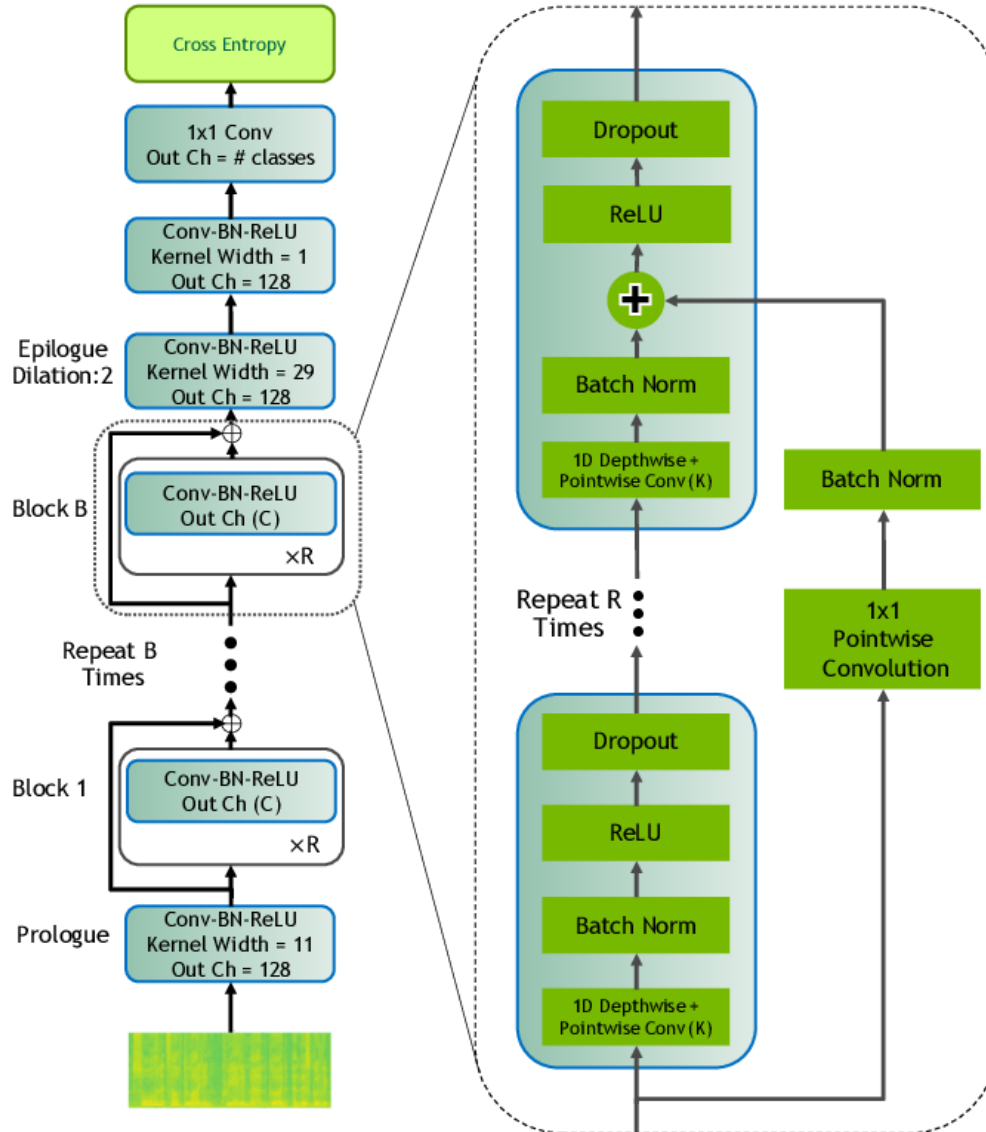 Cross Entropy
1x1 Conv
Out Ch = # classes
Conv-BN-ReLU
Kernel Width = 1
Out Ch = 128
Epilogue
Dilation:2
Conv-BN-ReLU
Kernel Width = 29
Out Ch = 128
Block B
Conv-BN-ReLU
Out Ch (C)
×R
Repeat B
Times
Block 1
Conv-BN-ReLU
Out Ch (C)
×R
Prologue
Conv-BN-ReLU
Kernel Width = 11
Out Ch = 128
Dropout
ReLU
+
Batch Norm
1D Depthwise +
Pointwise Conv(K)
Repeat R
Times
Dropout
ReLU
Batch Norm
1D Depthwise +
Pointwise Conv(K)
Batch Norm
1x1
Pointwise
Convolution